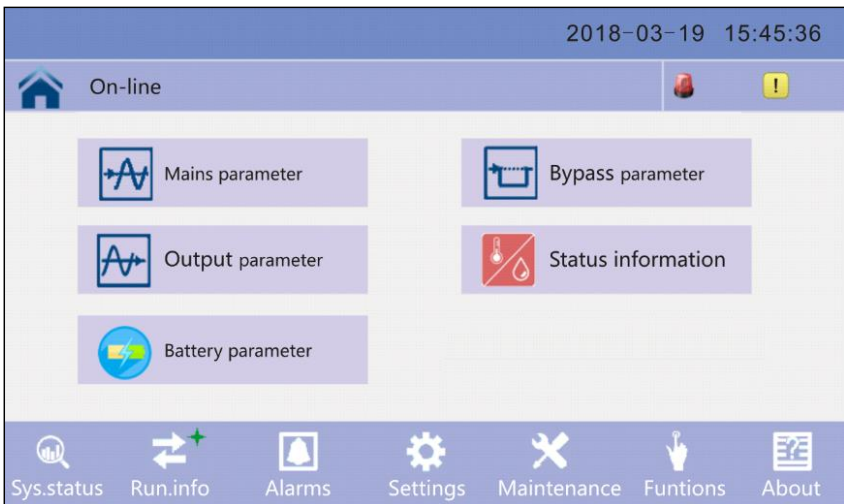 2018-03-19 15:45:36
On-line
Mains parameter
Bypass parameter
Output parameter
Status information
Battery parameter
Sys.status Run.info Alarms Settings Maintenance Funtions About